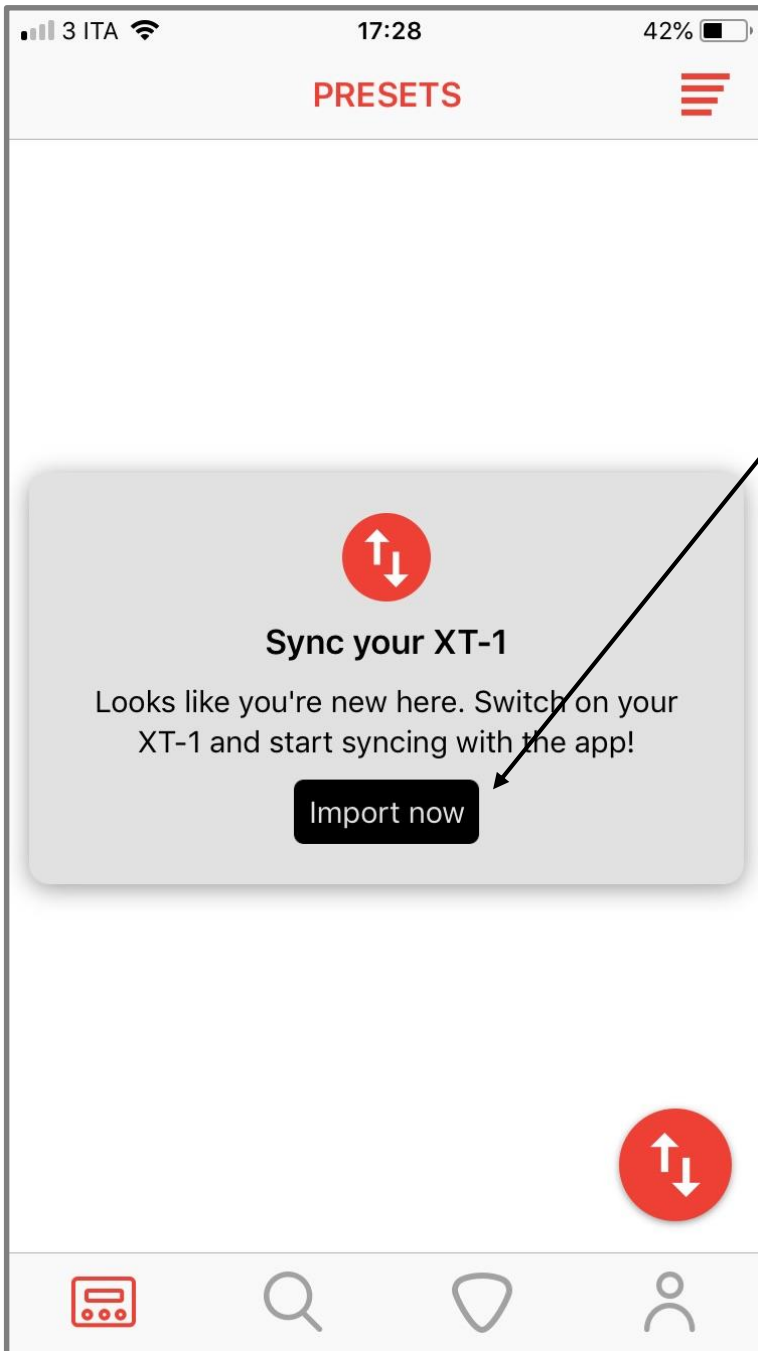 3 ITA 17:28 42%
PRESETS
Sync your XT-1
Looks like you're new here. Switch on your
XT-1 and start syncing with the app!
Import now